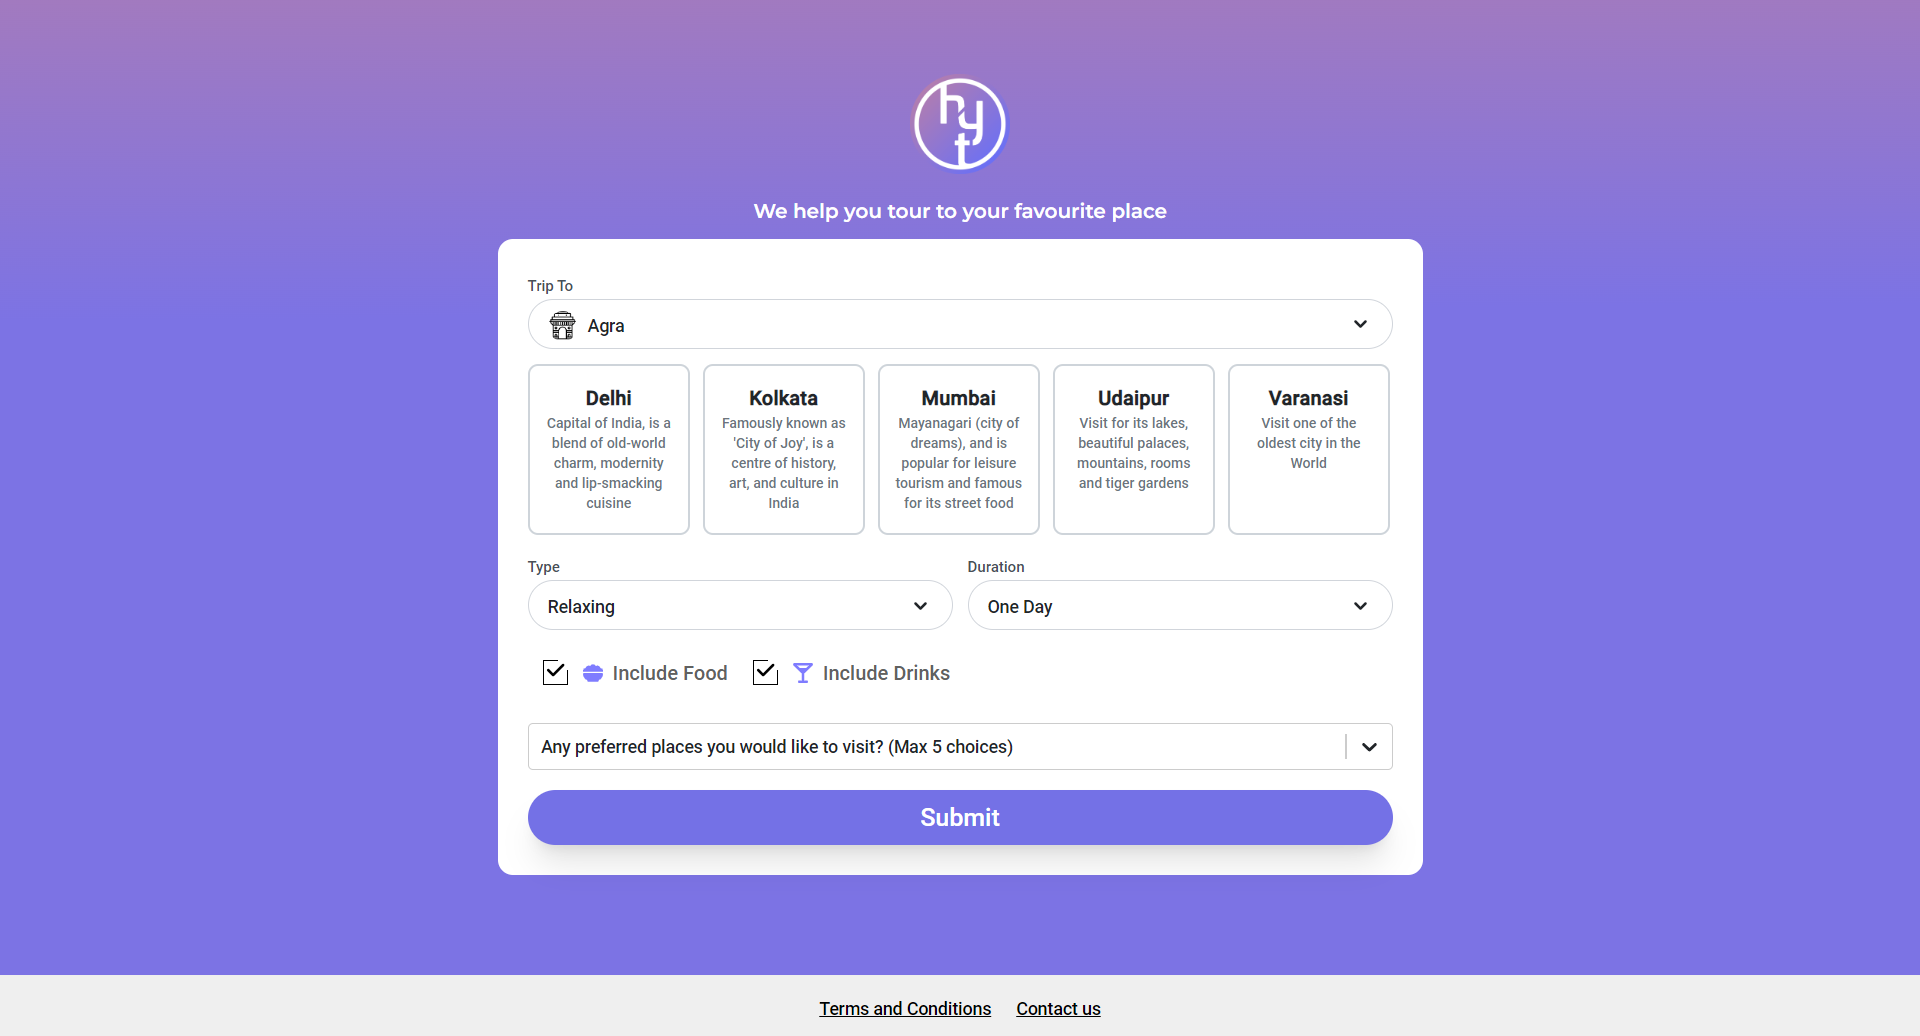 hyt
We help you tour to your favourite place
Trip To
Agra
Delhi
Capital of India, is a
blend of old-world
charm, modernity
and lip-smacking
cuisine
Kolkata
Famously known as
'City of Joy', is a
centre of history,
art, and culture in
India
Mumbai
Mayanagari (city of
dreams), and is
popular for leisure
tourism and famous
for its street food
Udaipur
Visit for its lakes,
beautiful palaces,
mountains, rooms
and tiger gardens
Varanasi
Visit one of the
oldest city in the
World
Type
Relaxing
Duration
One Day
Include Food
Include Drinks
Any preferred places you would like to visit? (Max 5 choices)
Submit
Terms and Conditions
Contact us